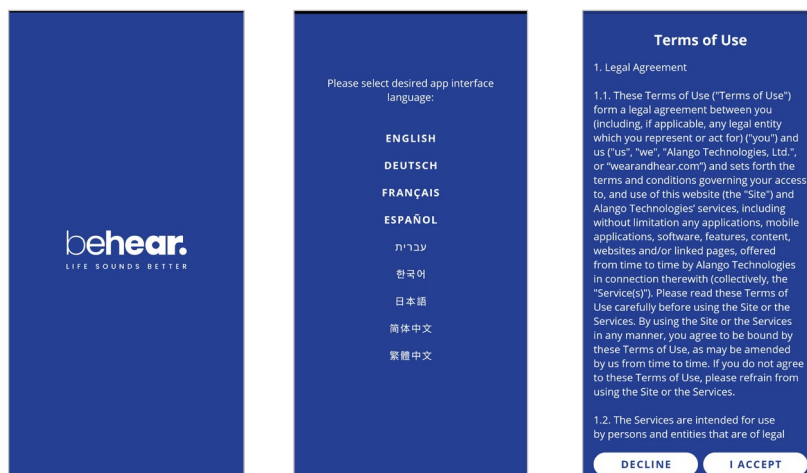 behear.
LIFE SOUNDS BETTER
Please select desired app interface
language:
ENGLISH
DEUTSCH
FRANÇAIS
ESPAÑOL
עברית
한국어
日本語
简体中文
繁體中文
Terms of Use
1. Legal Agreement
1.1. These Terms of Use ("Terms of Use")
form a legal agreement between you
(including, if applicable, any legal entity
which you represent or act for) ("you") and
us ("us", "we", "Alango Technologies, Ltd.",
or “wearandhear.com”) and sets forth the
terms and conditions governing your access
to, and use of this website (the "Site") and
Alango Technologies’ services, including
without limitation any applications, mobile
applications, software, features, content,
websites and/or linked pages, offered
from time to time by Alango Technologies
in connection therewith (collectively, the
"Service(s)"). Please read these Terms of
Use carefully before using the Site or the
Services. By using the Site or the Services
in any manner, you agree to be bound by
these Terms of Use, as may be amended
by us from time to time. If you do not agree
to these Terms of Use, please refrain from
using the Site or the Services.
1.2. The Services are intended for use
by persons and entities that are of legal
DECLINE
I ACCEPT